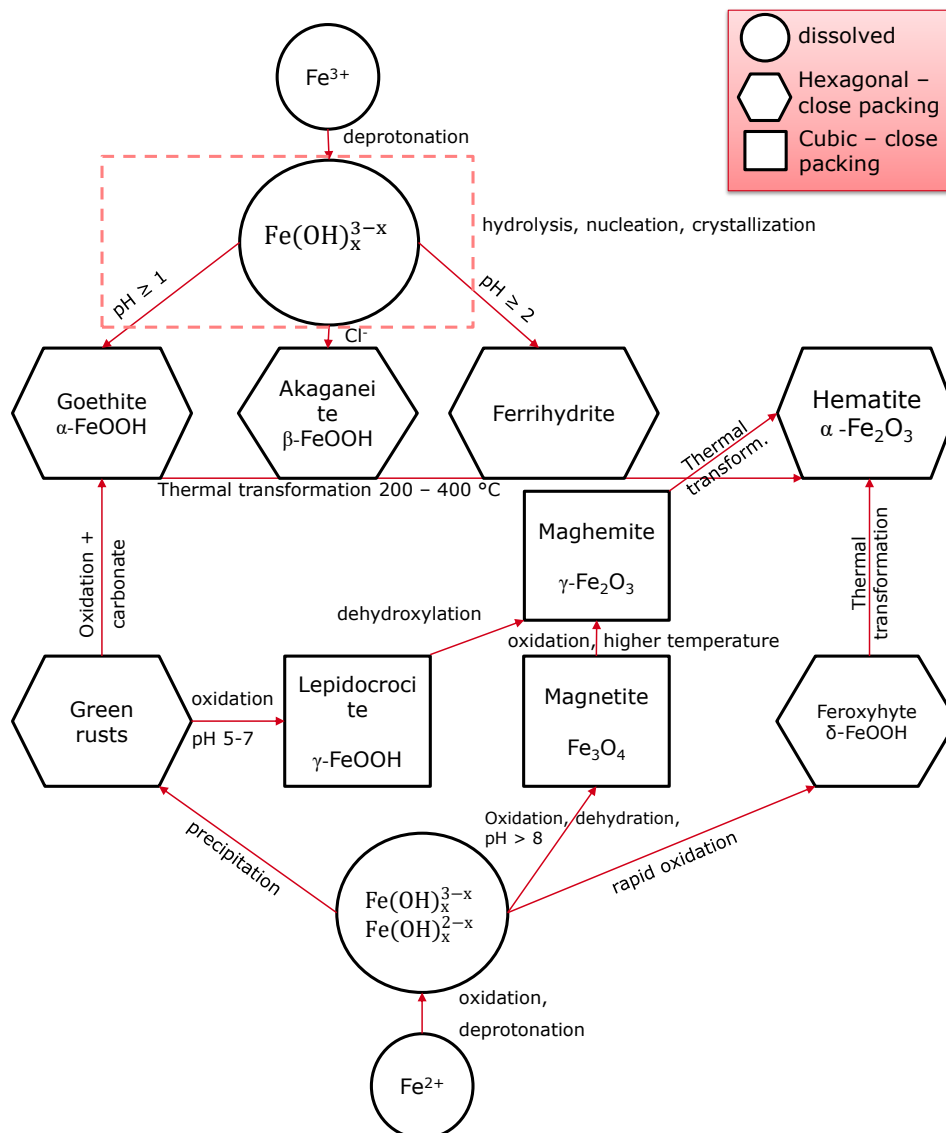 dissolved
Hexagonal –
close packing
Cubic – close
packing
Fe³⁺
deprotonation
Fe(OH)ₓ³⁻ˣ
hydrolysis, nucleation, crystallization
pH ≥ 1
Cl⁻
pH ≥ 2
Goethite
α-FeOOH
Akagane
ite
β-FeOOH
Ferrihydrite
Hematite
α -Fe₂O₃
Thermal
transform.
Thermal transformation 200 – 400 °C
Maghemite
γ-Fe₂O₃
Oxidation +
carbonate
dehydroxylation
oxidation, higher temperature
Thermal
transformation
Green
rusts
oxidation
pH 5-7
Lepidocroci
te
γ-FeOOH
Magnetite
Fe₃O₄
Feroxyhyte
δ-FeOOH
precipitation
Oxidation, dehydration,
pH > 8
rapid oxidation
Fe(OH)ₓ³⁻ˣ
Fe(OH)ₓ²⁻ˣ
oxidation,
deprotonation
Fe²⁺